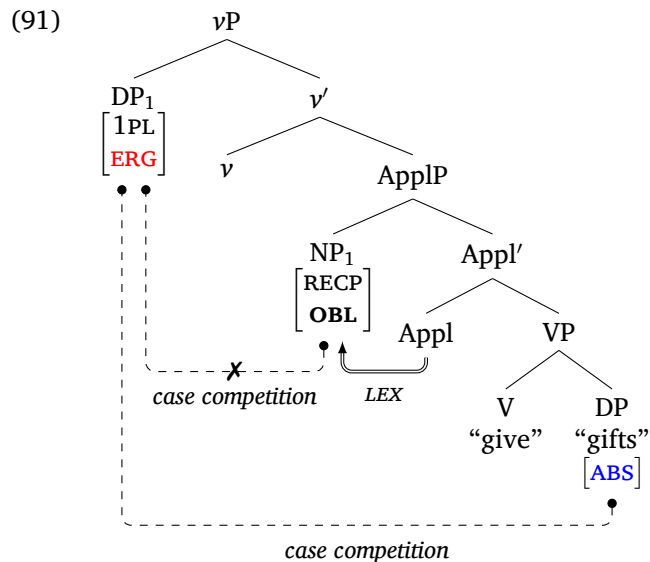 (91)
vP
DP₁
v′
[1PL
ERG]
v
ApplP
NP₁
Appl′
[RECP
OBL]
Appl
VP
✗
case competition
LEX
V
DP
“give”
“gifts”
[ABS]
case competition